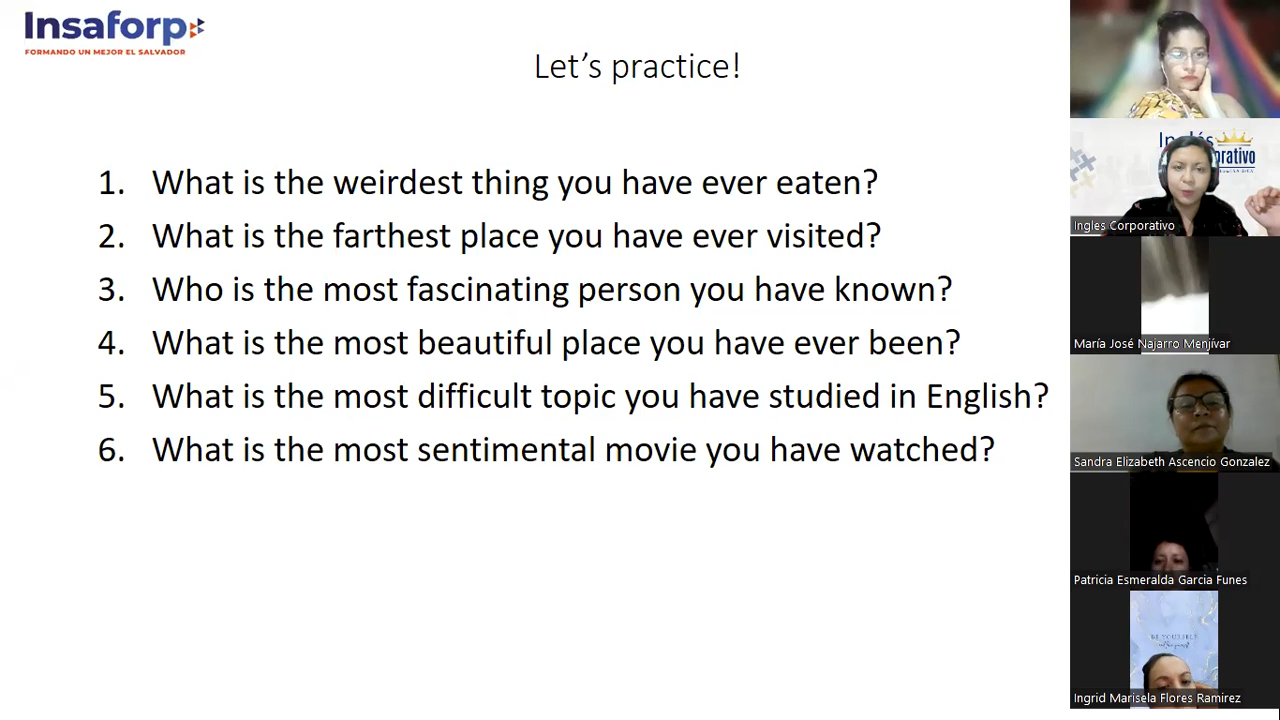 Insaforp
FORMANDO UN MEJOR EL SALVADOR
Let's practice!
1. What is the weirdest thing you have ever eaten?
2. What is the farthest place you have ever visited?
3. Who is the most fascinating person you have known?
4. What is the most beautiful place you have ever been?
5. What is the most difficult topic you have studied in English?
6. What is the most sentimental movie you have watched?
Ingles Corporativo
María José Najarro Menjívar
Sandra Elizabeth Ascencio Gonzalez
Patricia Esmeralda Garcia Funes
BE YOURSELF
Ingrid Marisela Flores Ramirez